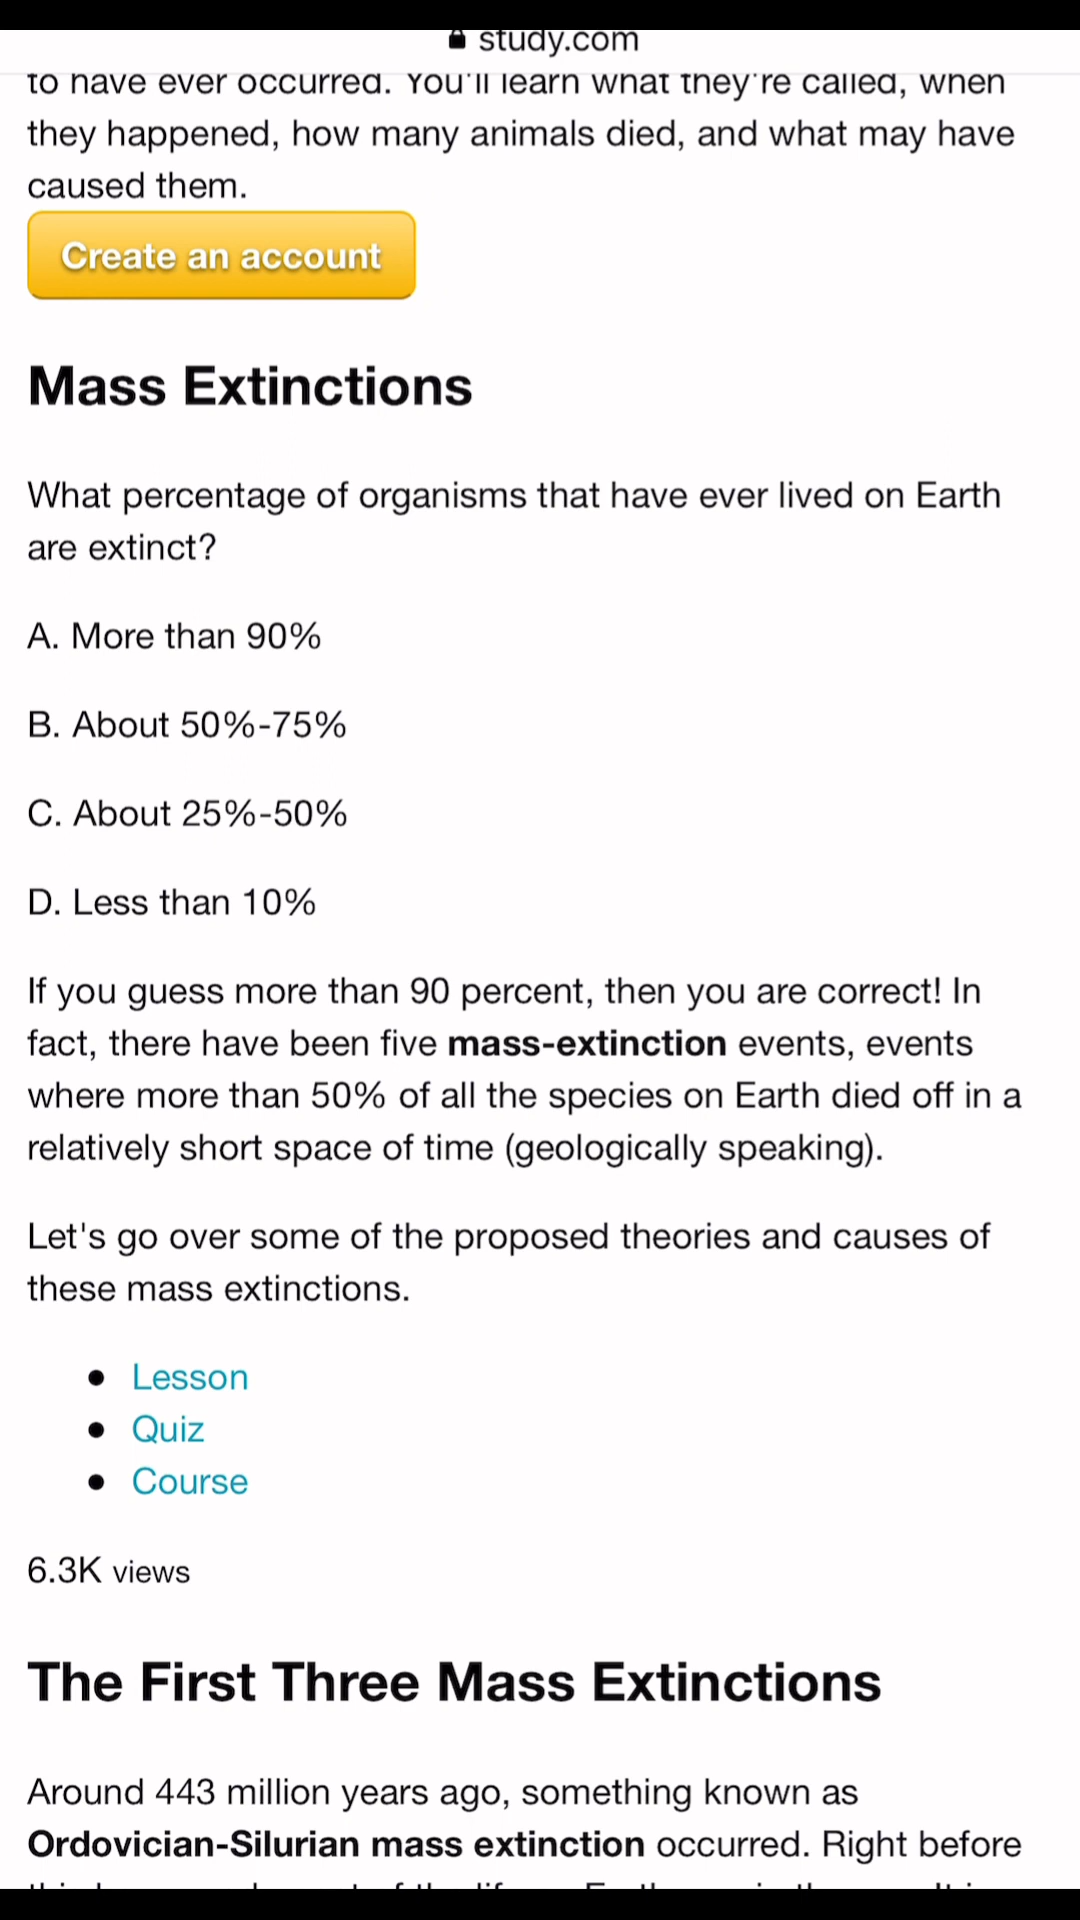 study.com
to have ever occurred. You'll learn what they're called, when
they happened, how many animals died, and what may have
caused them.
Create an account
Mass Extinctions
What percentage of organisms that have ever lived on Earth
are extinct?
A. More than 90%
B. About 50%-75%
C. About 25%-50%
D. Less than 10%
If you guess more than 90 percent, then you are correct! In
fact, there have been five mass-extinction events, events
where more than 50% of all the species on Earth died off in a
relatively short space of time (geologically speaking).
Let's go over some of the proposed theories and causes of
these mass extinctions.
Lesson
Quiz
Course
6.3K views
The First Three Mass Extinctions
Around 443 million years ago, something known as
Ordovician-Silurian mass extinction occurred. Right before